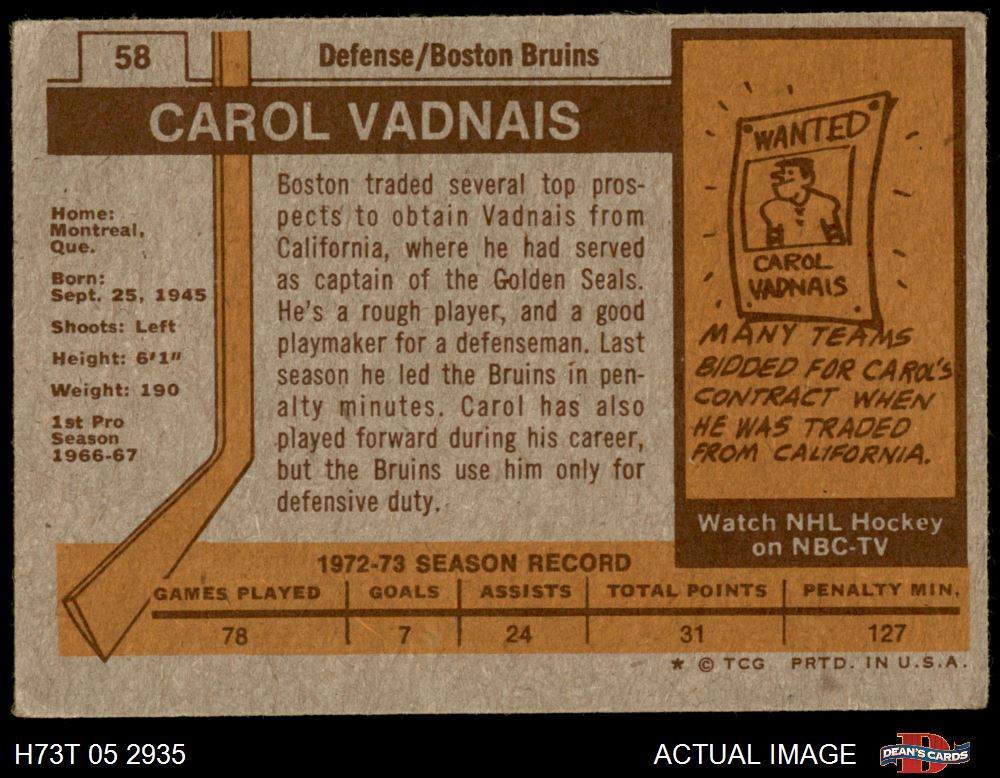 58
Defense/Boston Bruins
CAROL VADNAIS
Home:
Montreal,
Que.
Born:
Sept. 25, 1945
Shoots: Left
Height: 6'1"
Weight: 190
1st Pro
Season
1966-67
Boston traded several top pros-
pects to obtain Vadnais from
California, where he had served
as captain of the Golden Seals.
He's a rough player, and a good
playmaker for a defenseman. Last
season he led the Bruins in pen-
alty minutes. Carol has also
played forward during his career,
but the Bruins use him only for
defensive duty.
WANTED
CAROL
VADNAIS
MANY TEAMS
BIDDED FOR CAROL'S
CONTRACT WHEN
HE WAS TRADED
FROM CALIFORNIA.
Watch NHL Hockey
on NBC-TV
1972-73 SEASON RECORD
GAMES PLAYED GOALS ASSISTS TOTAL POINTS PENALTY MIN.
78 7 24 31 127
* © TCG PRTD. IN U.S.A.
H73T 05 2935 ACTUAL IMAGE DEAN'S CARDS